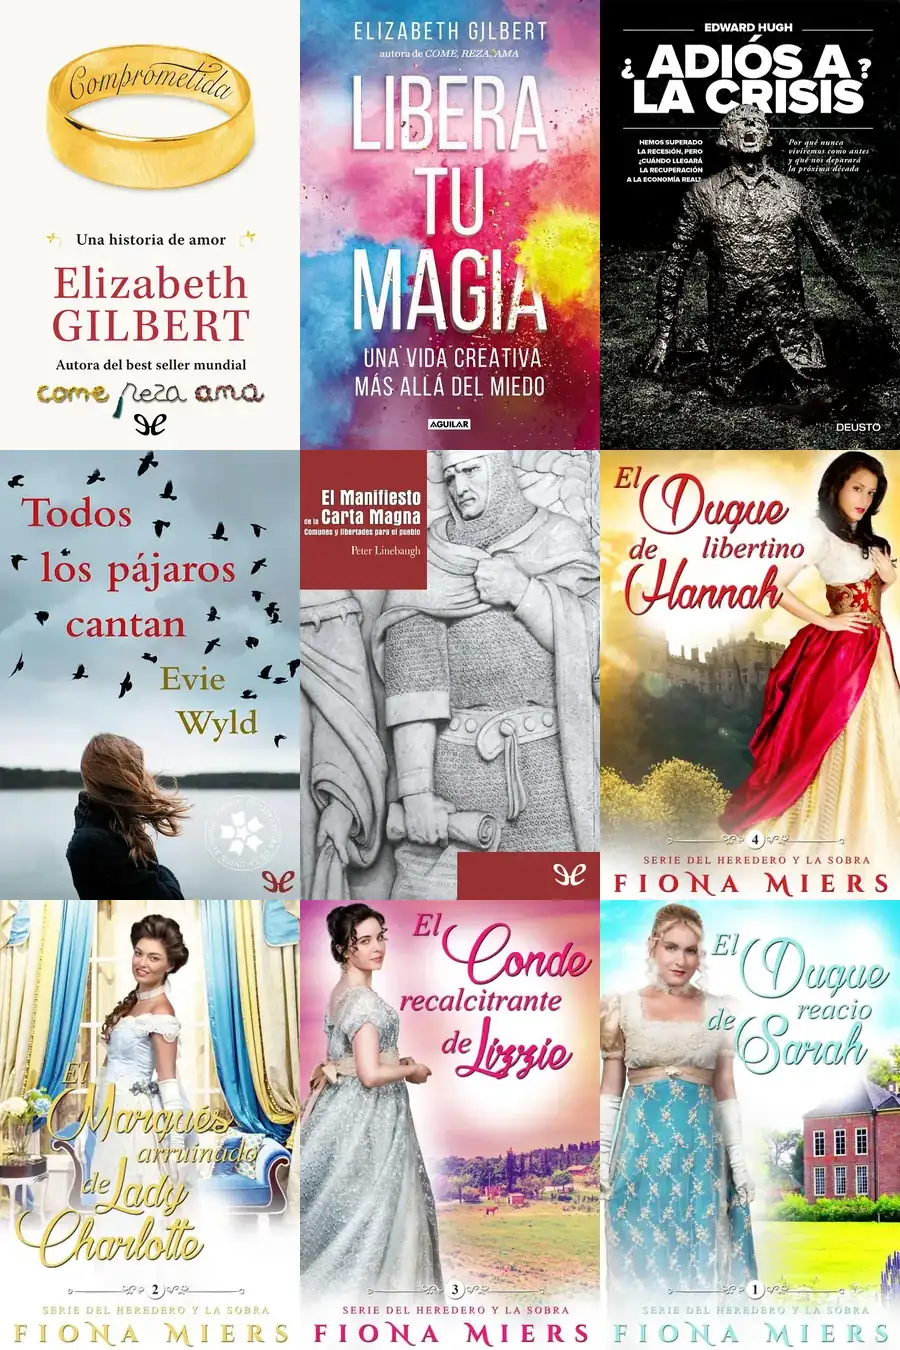 Comprometida
Una historia de amor
Elizabeth
GILBERT
Autora del best seller mundial
come reza ama
ELIZABETH GILBERT
autora de COME, REZA, AMA
LIBERA
TU
MAGIA
UNA VIDA CREATIVA
MÁS ALLÁ DEL MIEDO
AGUILAR
EDWARD HUGH
¿ADIÓS A?
LA CRISIS
HEMOS SUPERADO
LA RECESIÓN, PERO
¿CUÁNDO LLEGARÁ
LA RECUPERACIÓN
A LA ECONOMÍA REAL?
Por qué nunca
viviremos como antes
y qué nos deparará
la próxima década
DEUSTO
Todos
los pájaros
cantan
Evie
Wyld
El Manifiesto
de la Carta Magna
Comunes y libertades para el pueblo
Peter Linebaugh
El
Duque
de libertino
Hannah
4
SERIE DEL HEREDERO Y LA SOBRA
FIONA MIERS
El
Marqués
arruinado
de Lady
Charlotte
2
SERIE DEL HEREDERO Y LA SOBRA
FIONA MIERS
El
Conde
recalcitrante
de Lizzie
3
SERIE DEL HEREDERO Y LA SOBRA
FIONA MIERS
El
Duque
reacio
de Sarah
1
SERIE DEL HEREDERO Y LA SOBRA
FIONA MIERS